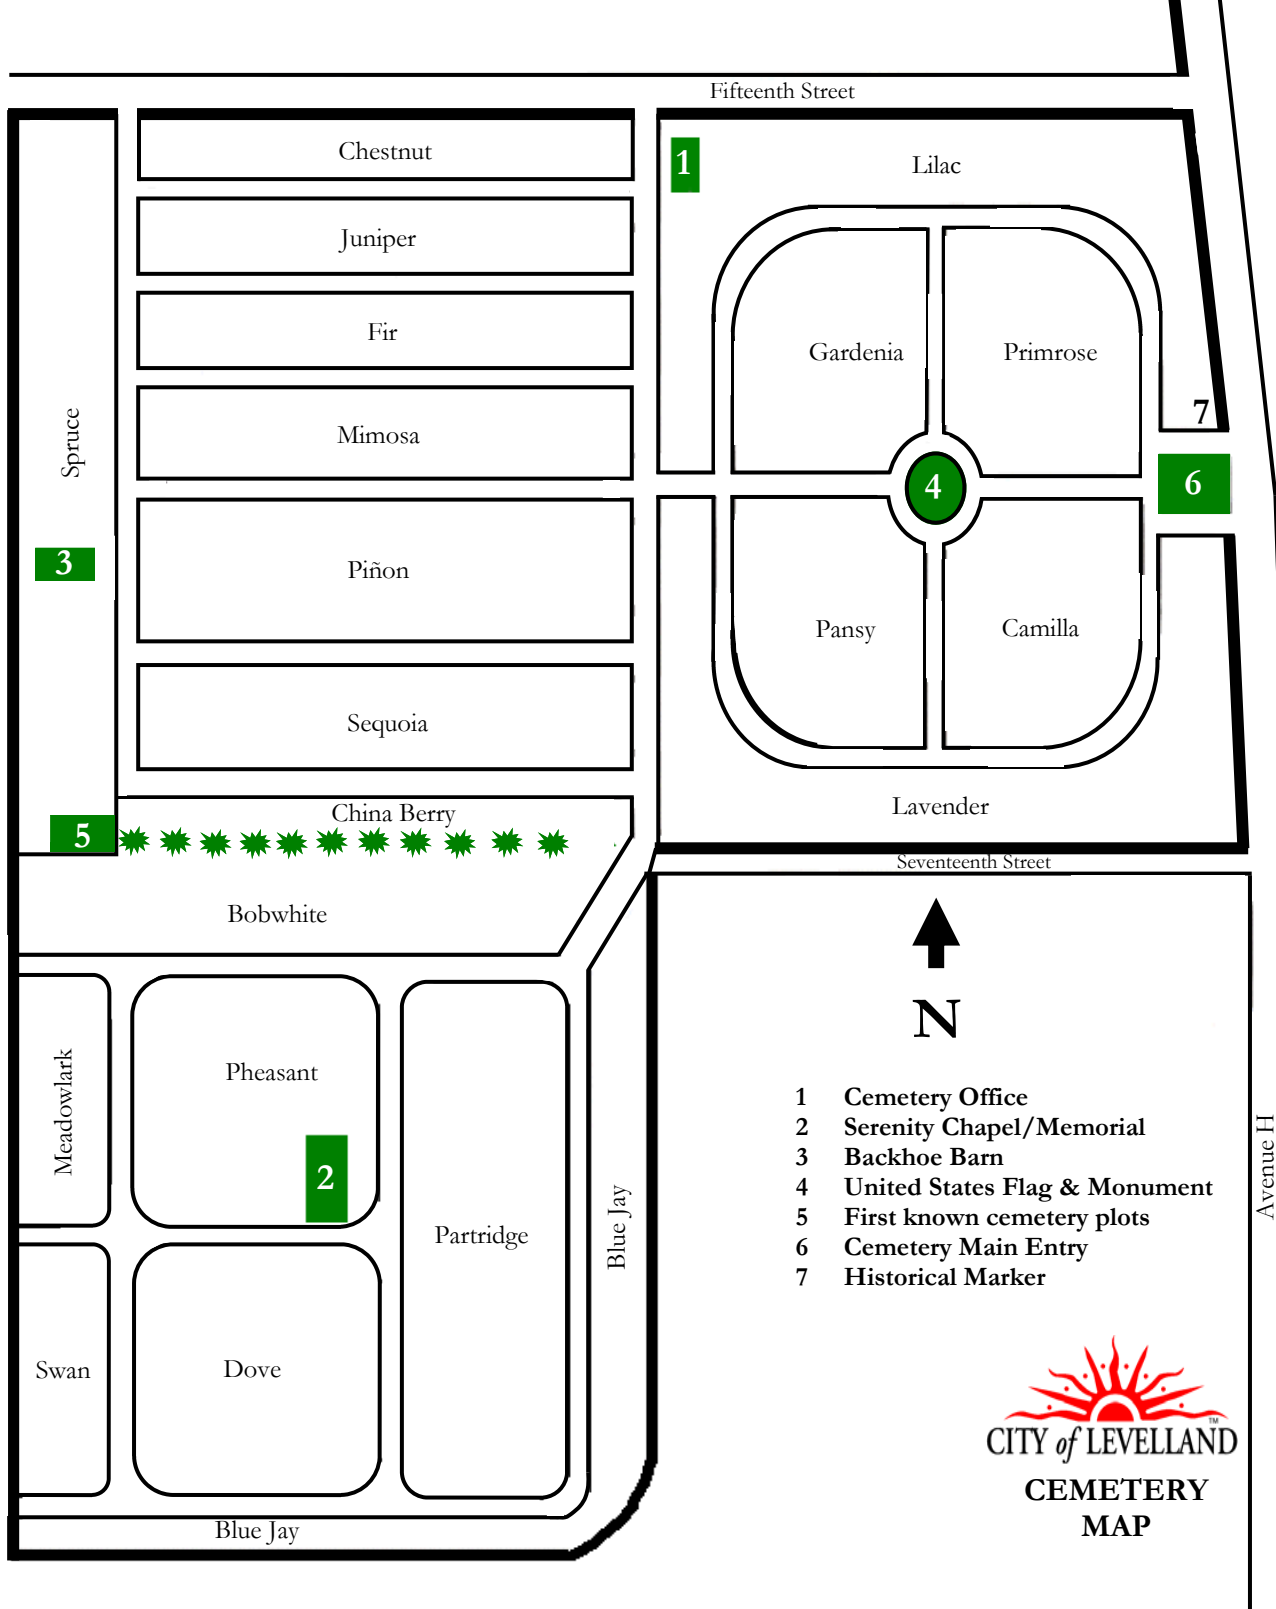 Fifteenth Street
Chestnut
1
Lilac
Juniper
Fir
Gardenia
Primrose
7
Mimosa
Spruce
4
6
3
Piñon
Pansy
Camilla
Sequoia
China Berry
Lavender
5
Seventeenth Street
Bobwhite
N
Meadowlark
Pheasant
2
Partridge
Blue Jay
1 Cemetery Office
2 Serenity Chapel/Memorial
3 Backhoe Barn
4 United States Flag & Monument
5 First known cemetery plots
6 Cemetery Main Entry
7 Historical Marker
Avenue H
Swan
Dove
TM
CITY of LEVELLAND
CEMETERY
MAP
Blue Jay